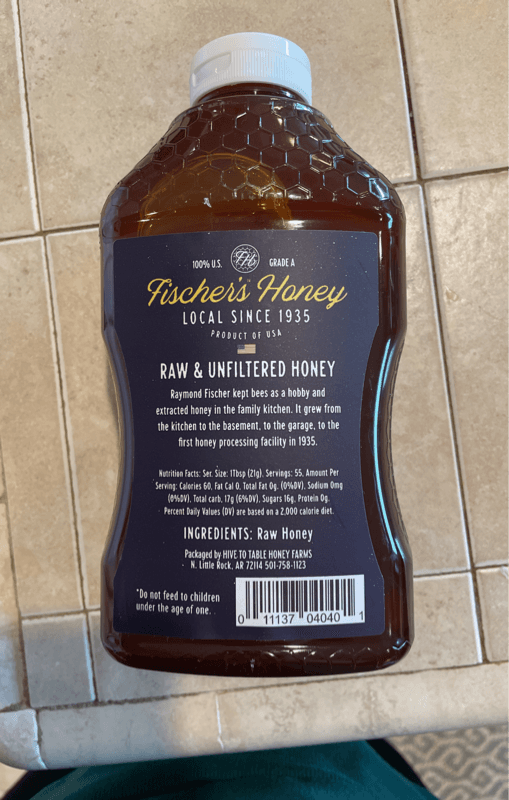 100% U.S. FH GRADE A
Fischer's Honey
LOCAL SINCE 1935
PRODUCT OF USA
RAW & UNFILTERED HONEY
Raymond Fischer kept bees as a hobby and
extracted honey in the family kitchen. It grew from
the kitchen to the basement, to the garage, to the
first honey processing facility in 1935.
Nutrition Facts: Ser. Size: 1Tbsp (21g), Servings: 55, Amount Per
Serving: Calories 60, Fat Cal 0, Total Fat 0g, (0%DV), Sodium 0mg
(0%DV), Total carb. 17g (6%DV), Sugars 16g, Protein 0g.
Percent Daily Values (DV) are based on a 2,000 calorie diet.
INGREDIENTS: Raw Honey
Packaged by HIVE TO TABLE HONEY FARMS
N. Little Rock, AR 72114 501-758-1123
*Do not feed to children
under the age of one.
0 11137 04040 1